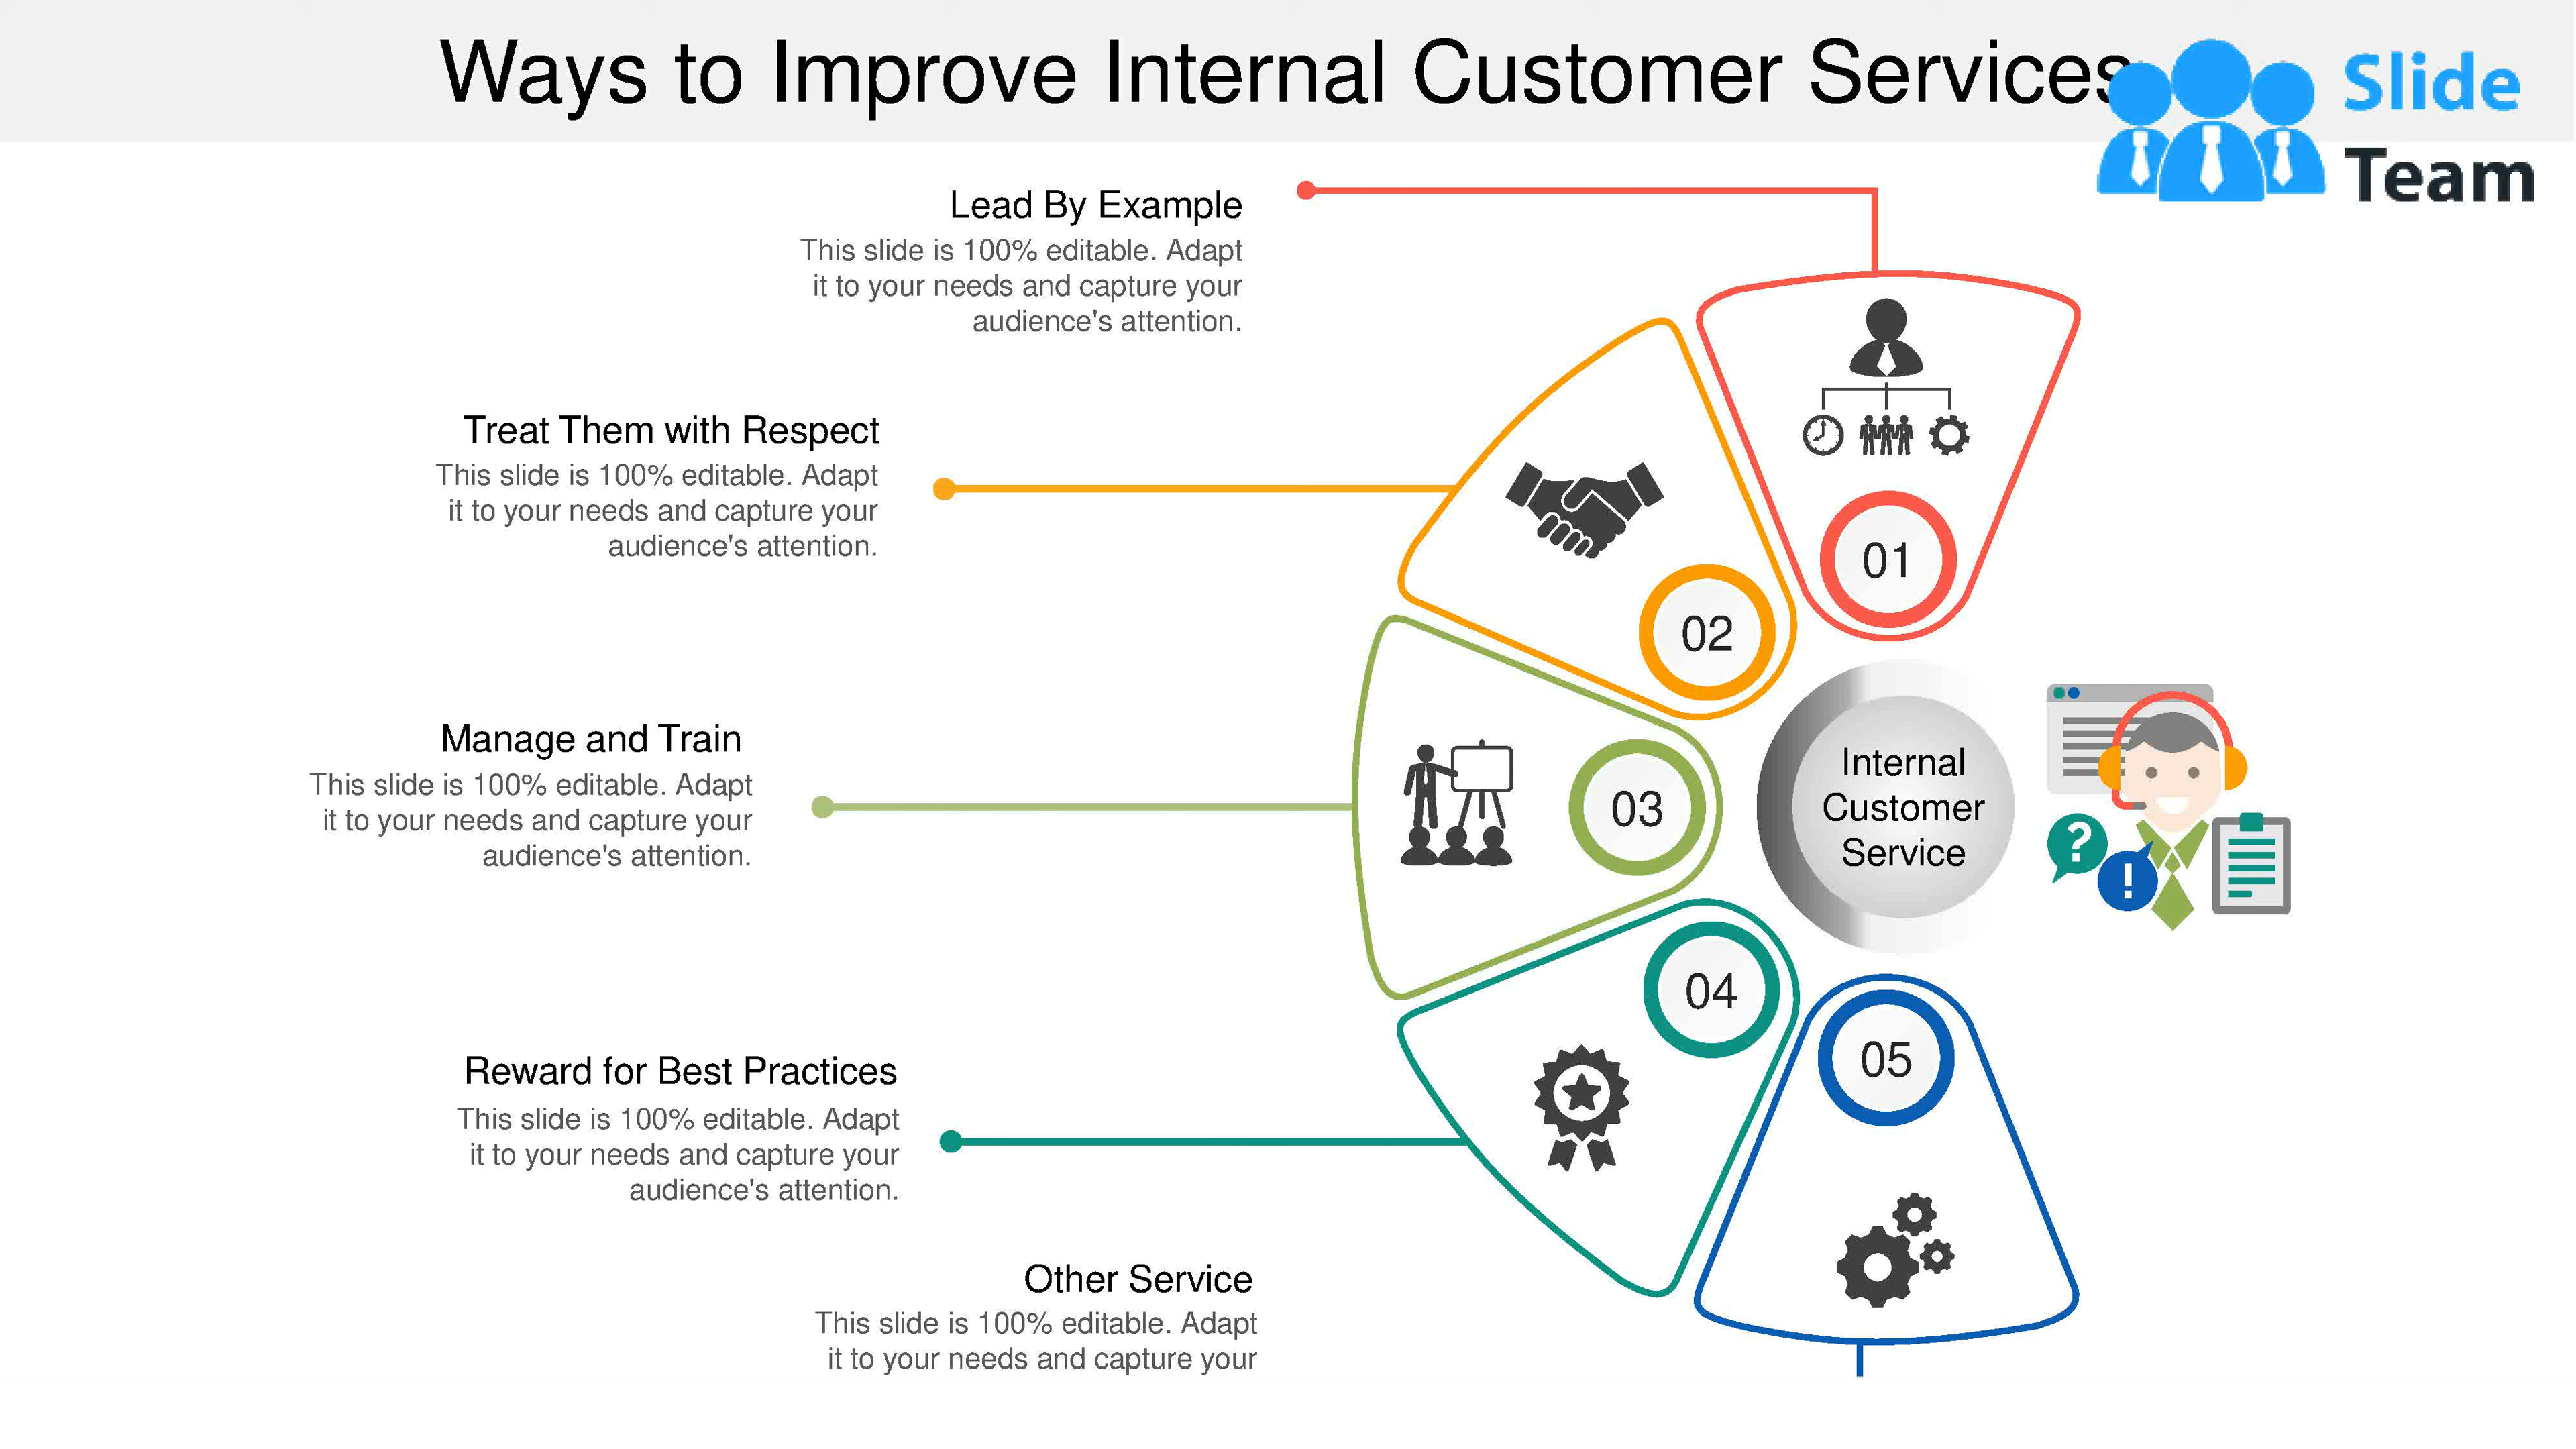 Ways to Improve Internal Customer Services
Slide
Team
Lead By Example
This slide is 100% editable. Adapt
it to your needs and capture your
audience's attention.
Treat Them with Respect
This slide is 100% editable. Adapt
it to your needs and capture your
audience's attention.
Manage and Train
This slide is 100% editable. Adapt
it to your needs and capture your
audience's attention.
Reward for Best Practices
This slide is 100% editable. Adapt
it to your needs and capture your
audience's attention.
Other Service
This slide is 100% editable. Adapt
it to your needs and capture your
01
02
03
04
05
Internal
Customer
Service
?
!